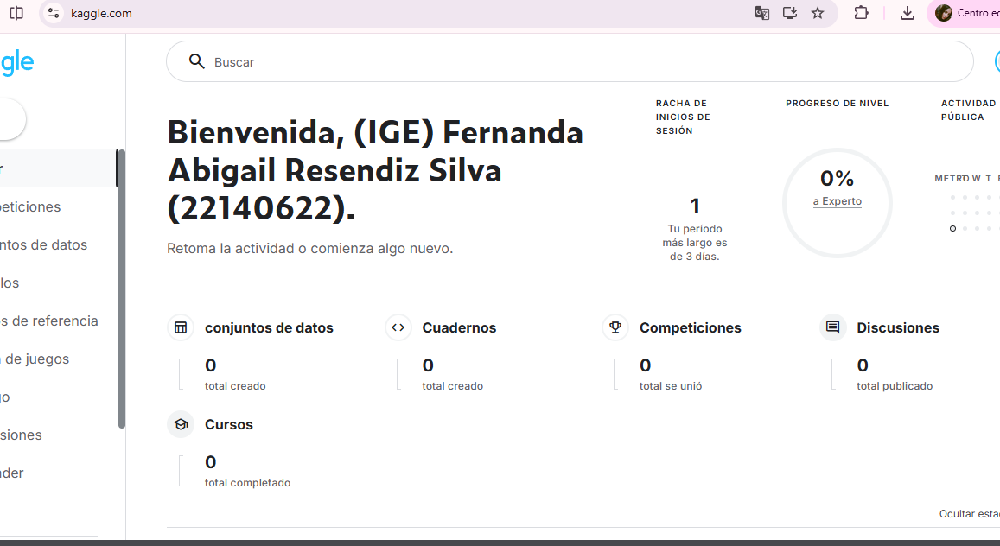 kaggle.com
Centro ed
gle
Buscar
r
peticiones
ntos de datos
los
s de referencia
a de juegos
go
siones
nder
Bienvenida, (IGE) Fernanda
Abigail Resendiz Silva
(22140622).
Retoma la actividad o comienza algo nuevo.
RACHA DE
INICIOS DE
SESIÓN
1
Tu período
más largo es
de 3 días.
PROGRESO DE NIVEL
0%
a Experto
ACTIVIDAD
PÚBLICA
conjuntos de datos
0
total creado
Cuadernos
0
total creado
Competiciones
0
total se unió
Discusiones
0
total publicado
Cursos
0
total completado
Ocultar esta